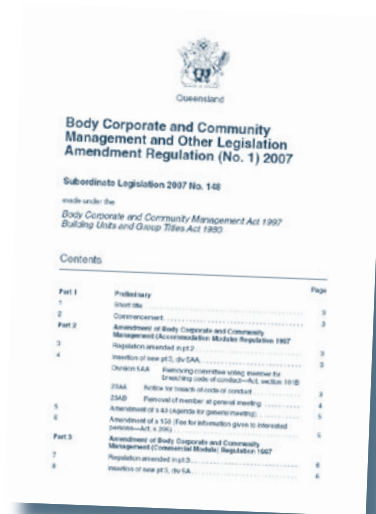 Queensland
Body Corporate and Community
Management and Other Legislation
Amendment Regulation (No. 1) 2007
Subordinate Legislation 2007 No. 148
made under the
Body Corporate and Community Management Act 1997
Building Units and Group Titles Act 1980
Contents
Page
Part 1 Preliminary
1 Short title 3
2 Commencement 3
Part 2 Amendment of Body Corporate and Community
Management (Accommodation Module) Regulation 1997
3 Regulation amended in pt 2 3
4 Insertion of new pt 3, div 5AA 3
Division 5AA Removing committee voting member for
breaching code of conduct—Act, section 101B
23AA Notice for breach of code of conduct 3
23AB Removal of member at general meeting 4
5 Amendment of s 43 (Agenda for general meeting) 5
6 Amendment of s 150 (Fee for information given to interested
persons—Act, s 205) 5
Part 3 Amendment of Body Corporate and Community
Management (Commercial Module) Regulation 1997
7 Regulation amended in pt 3 6
8 Insertion of new pt 3, div 5A 6